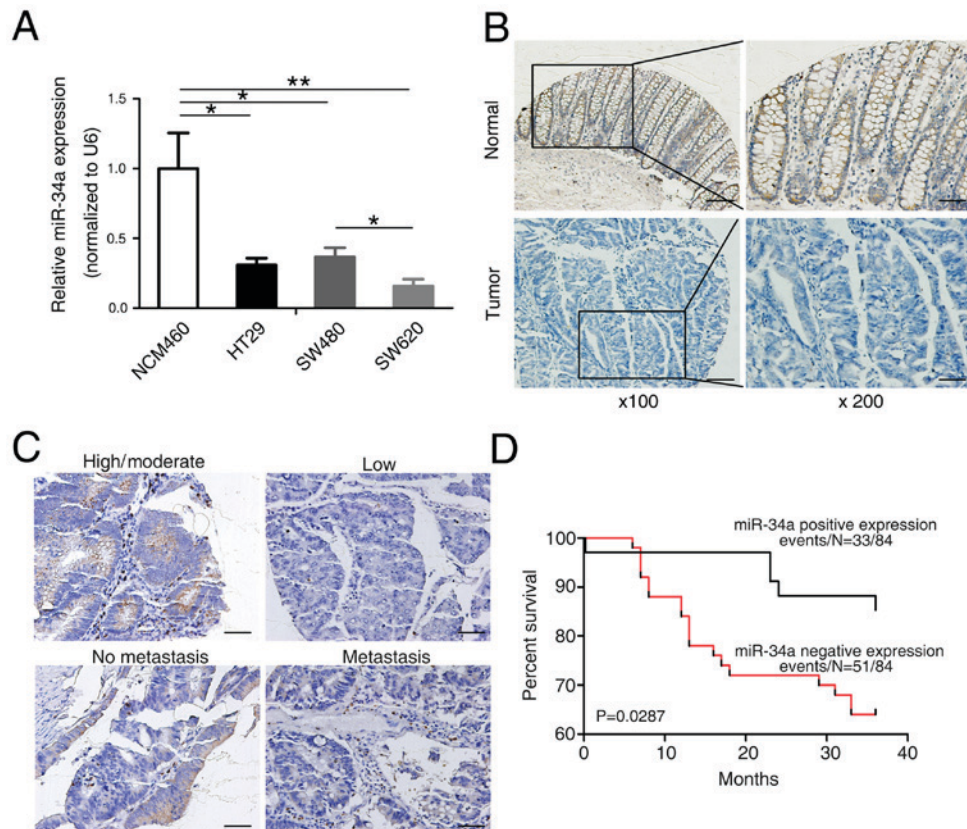 A
Relative miR-34a expression
(normalized to U6)
1.5
1.0
0.5
0.0
**
*
*
*
NCM460
HT29
SW480
SW620
B
Normal
Tumor
x100
x 200
C
High/moderate
Low
No metastasis
Metastasis
D
Percent survival
100
90
80
70
60
miR-34a positive expression
events/N=33/84
miR-34a negative expression
events/N=51/84
P=0.0287
0
10
20
30
40
Months